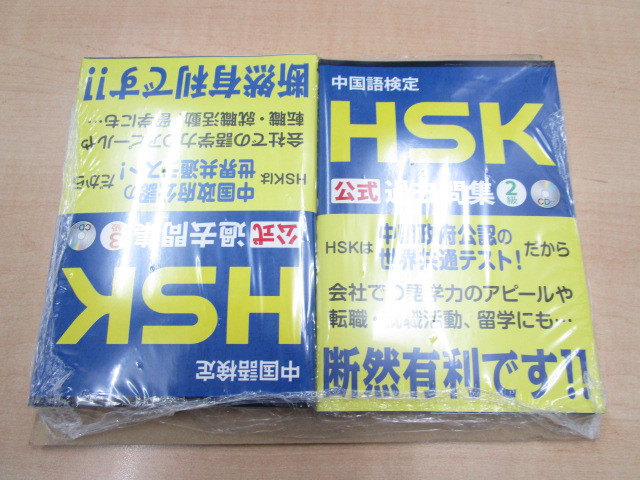 中国語検定
HSK
公式 過去問集 2級 CD
HSKは 中国政府公認の
世界共通テスト! だから
会社での語学力のアピールや
転職・就職活動、留学にも…
断然有利です!!
中国語検定
HSK
公式 過去問集 3級 CD
HSKは 中国政府公認の
世界共通テスト! だから
会社での語学力のアピールや
転職・就職活動、留学にも…
断然有利です!!